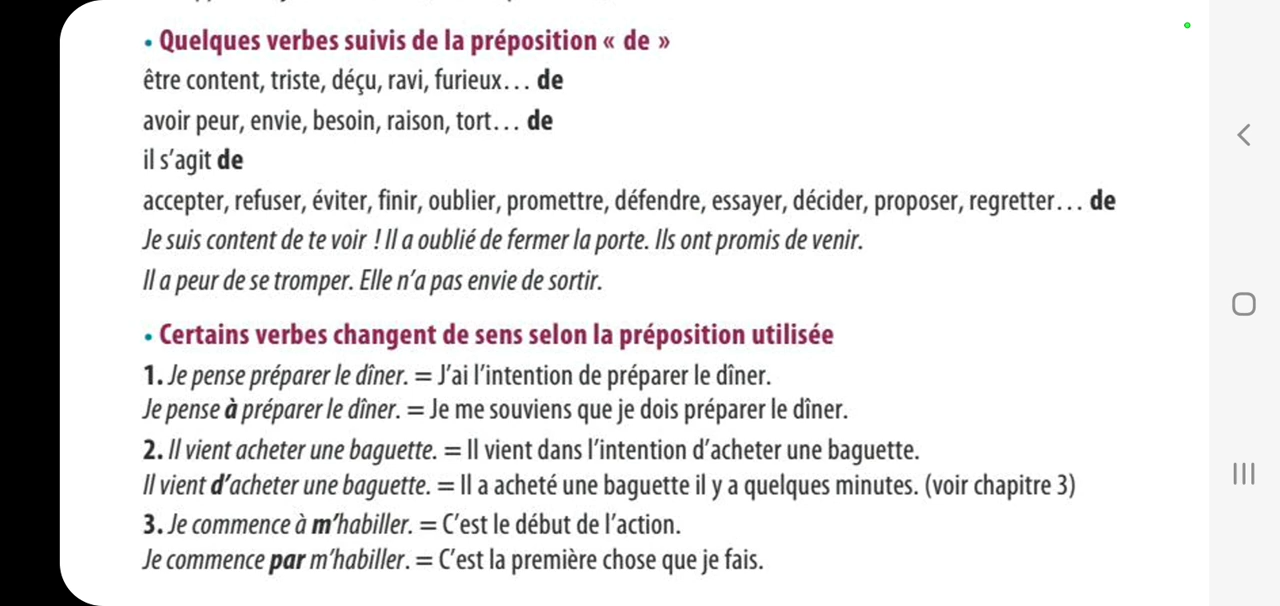 • Quelques verbes suivis de la préposition « de »
être content, triste, déçu, ravi, furieux... de
avoir peur, envie, besoin, raison, tort... de
il s'agit de
accepter, refuser, éviter, finir, oublier, promettre, défendre, essayer, décider, proposer, regretter... de
Je suis content de te voir ! Il a oublié de fermer la porte. Ils ont promis de venir.
Il a peur de se tromper. Elle n'a pas envie de sortir.
• Certains verbes changent de sens selon la préposition utilisée
1. Je pense préparer le dîner. = J'ai l'intention de préparer le dîner.
Je pense à préparer le dîner. = Je me souviens que je dois préparer le dîner.
2. Il vient acheter une baguette. = Il vient dans l'intention d'acheter une baguette.
Il vient d'acheter une baguette. = Il a acheté une baguette il y a quelques minutes. (voir chapitre 3)
3. Je commence à m'habiller. = C'est le début de l'action.
Je commence par m'habiller. = C'est la première chose que je fais.